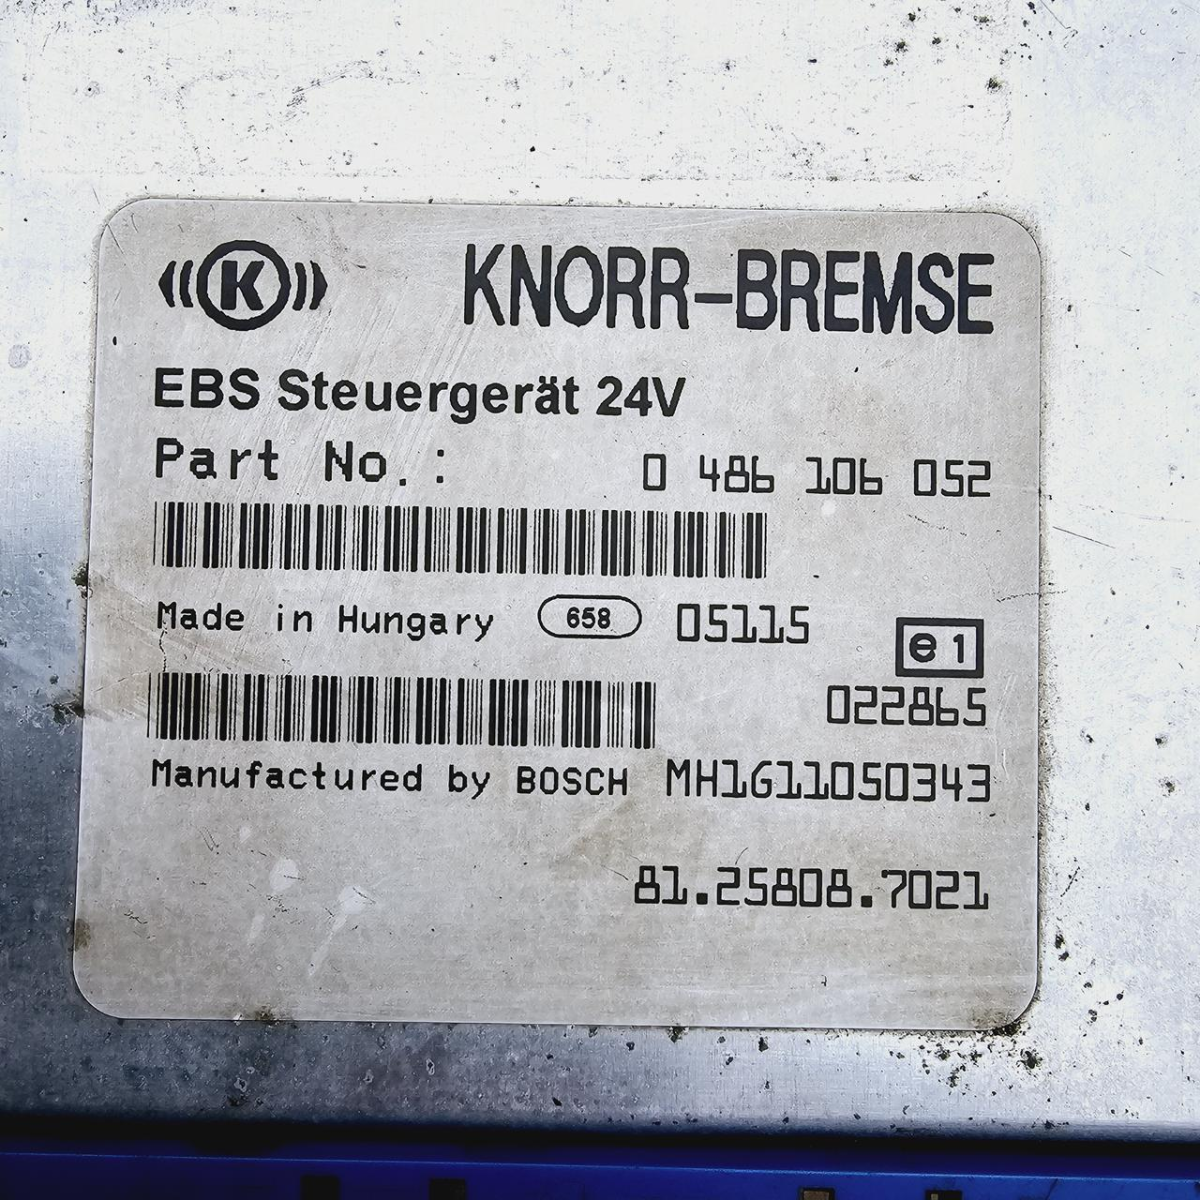 K KNORR-BREMSE
EBS Steuergerät 24V
Part No.: 0 486 106 052
Made in Hungary 658 05115
e1
022865
Manufactured by BOSCH MH1G11050343
81.25808.7021